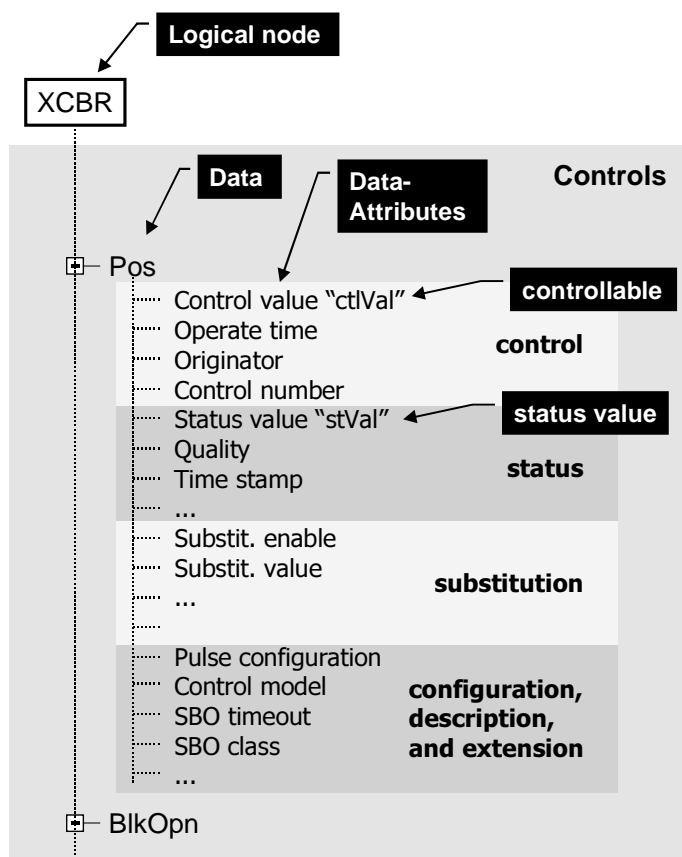 Logical node
XCBR
Controls
Data
Data-
Attributes
Pos
Control value “ctlVal”
controllable
Operate time
control
Originator
Control number
Status value “stVal”
status value
Quality
status
Time stamp
...
Substit. enable
Substit. value
substitution
...
Pulse configuration
Control model
configuration,
SBO timeout
description,
SBO class
and extension
...
BlkOpn